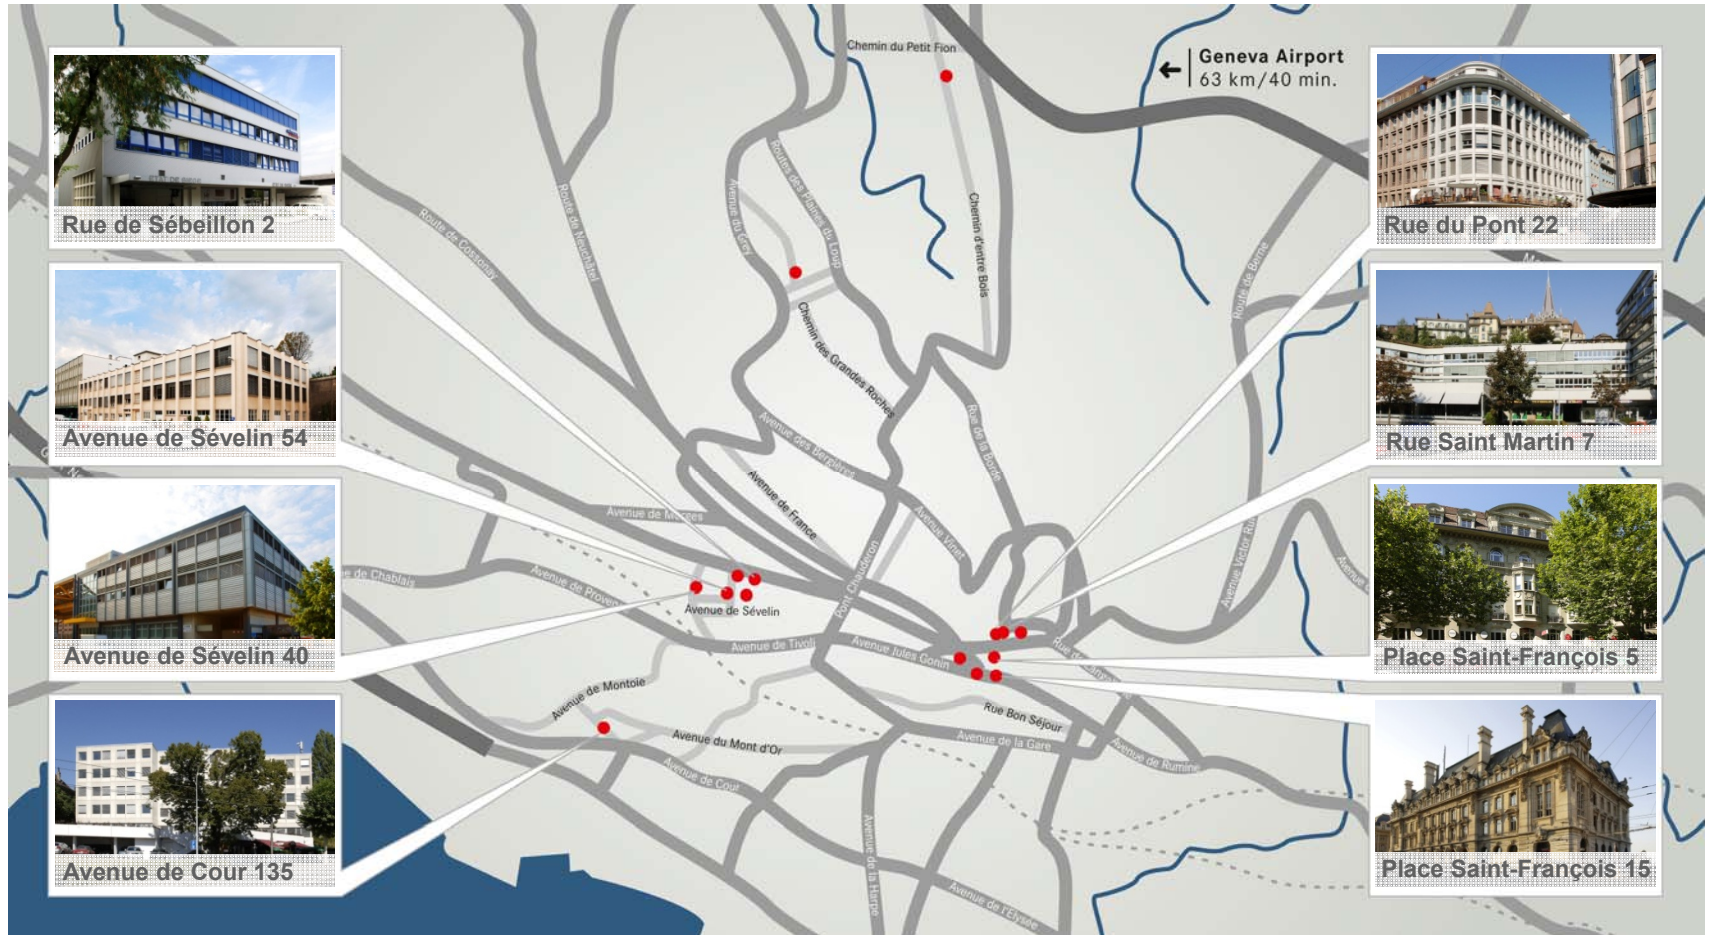 Rue de Sébeillon 2
Avenue de Sévelin 54
Avenue de Sévelin 40
Avenue de Cour 135
Chemin du Petit Fion
Geneva Airport
63 km/40 min.
Route de Cossonay
Route de Neuchâtel
Avenue du Grey
Routes des Plaines du Loup
Chemin d'entre Bois
Route de Berne
Chemin des Grandes Roches
Avenue des Bergières
Rue de la Borde
Avenue de France
Avenue de Morges
Avenue Vinet
Pont Chauderon
Avenue de Sévelin
Avenue de Tivoli
Avenue Jules Gonin
Avenue de Montoie
Avenue du Mont d'Or
Avenue de Cour
Rue Bon Séjour
Avenue de la Gare
Avenue de Rumine
Avenue de la Harpe
Avenue de l'Elysée
Rue du Pont 22
Rue Saint Martin 7
Place Saint-François 5
Place Saint-François 15